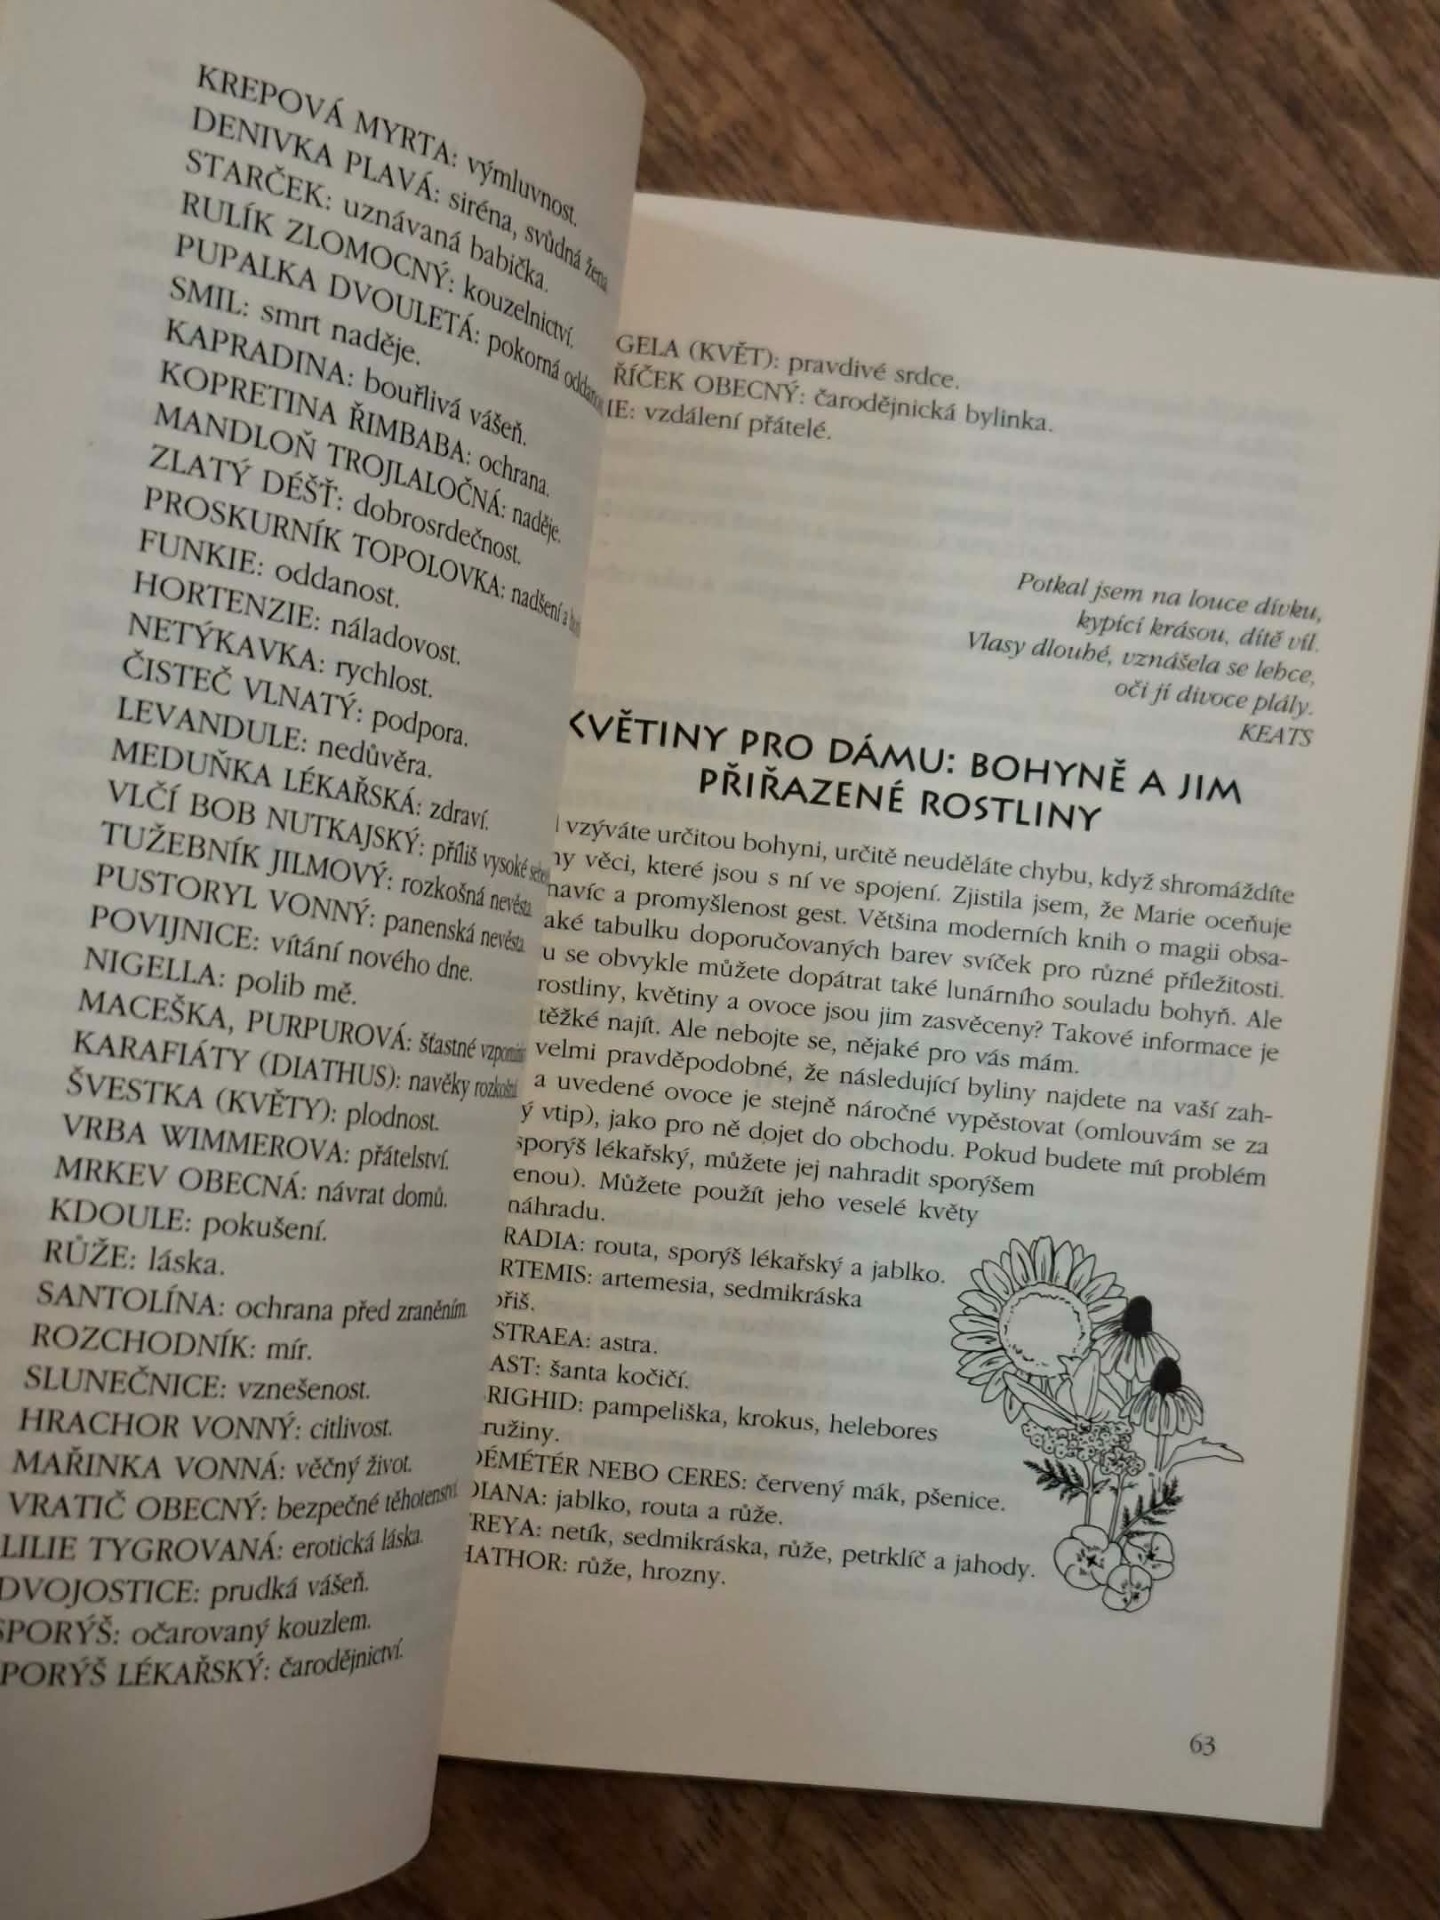 KREPOVÁ MYRTA: výmluvnost.
DENIVKA PLAVÁ: siréna, svůdná žena
STARČEK: uznávaná babička.
RULÍK ZLOMOCNÝ: kouzelnictví.
PUPALKA DVOULETÁ: pokorná
SMIL: smrt naděje.
KAPRADINA: bouřlivá vášeň.
KOPRETINA ŘIMBABA: ochrana.
MANDLOŇ TROJLALOČNÁ: naděje.
ZLATÝ DÉŠŤ: dobrosrdečnost.
PROSKURNÍK TOPOLOVKA: nadšení a
FUNKIE: oddanost.
HORTENZIE: náladovost.
NETÝKAVKA: rychlost.
ČISTEČ VLNATÝ: podpora.
LEVANDULE: nedůvěra.
MEDUŇKA LÉKAŘSKÁ: zdraví.
VLČÍ BOB NUTKAJSKÝ: příliš vysoké
TUŽEBNÍK JILMOVÝ: rozkošná nevěsta
PUSTORYL VONNÝ: panenská nevěsta
POVIJNICE: vítání nového dne.
NIGELLA: polib mě.
MACEŠKA, PURPUROVÁ: šťastné
KARAFIÁTY (DIATHUS): navěky
ŠVESTKA (KVĚTY): plodnost.
VRBA WIMMEROVA: přátelství.
MRKEV OBECNÁ: návrat domů.
KDOULE: pokušení.
RŮŽE: láska.
SANTOLÍNA: ochrana před zraněním
ROZCHODNÍK: mír.
SLUNEČNICE: vznešenost.
HRACHOR VONNÝ: citlivost.
MAŘINKA VONNÁ: věčný život.
VRATIČ OBECNÝ: bezpečné těhotenství.
LILIE TYGROVANÁ: erotická láska.
DVOJOSTICE: prudká vášeň.
SPORÝŠ: očarovaný kouzlem.
PORÝŠ LÉKAŘSKÝ: čarodějnictví.
GELA (KVĚT): pravdivé srdce.
ŘÍČEK OBECNÝ: čarodějnická bylinka.
IE: vzdálení přátelé.
Potkal jsem na louce dívku,
kypící krásou, dítě víl.
Vlasy dlouhé, vznášela se lehce,
oči jí divoce plály.
KEATS
KVĚTINY PRO DÁMU: BOHYNĚ A JIM
PŘIŘAZENÉ ROSTLINY
vzýváte určitou bohyni, určitě neuděláte chybu, když shromáždíte
ny věci, které jsou s ní ve spojení. Zjistila jsem, že Marie oceňuje
navíc a promyšlenost gest. Většina moderních knih o magii obsa-
aké tabulku doporučovaných barev svíček pro různé příležitosti.
u se obvykle můžete dopátrat také lunárního souladu bohyň. Ale
rostliny, květiny a ovoce jsou jim zasvěceny? Takové informace je
těžké najít. Ale nebojte se, nějaké pro vás mám.
velmi pravděpodobné, že následující byliny najdete na vaší zah-
a uvedené ovoce je stejně náročné vypěstovat (omlouvám se za
ý vtip), jako pro ně dojet do obchodu. Pokud budete mít problém
sporýš lékařský, můžete jej nahradit sporýšem
enou). Můžete použít jeho veselé květy
náhradu.
RADIA: routa, sporýš lékařský a jablko.
RTEMIS: artemesia, sedmikráska
ořiš.
STRAEA: astra.
AST: šanta kočičí.
RIGHID: pampeliška, krokus, helebores
ružiny.
DÉMÉTÉR NEBO CERES: červený mák, pšenice.
DIANA: jablko, routa a růže.
FREYA: netík, sedmikráska, růže, petrklíč a jahody.
HATHOR: růže, hrozny.
63